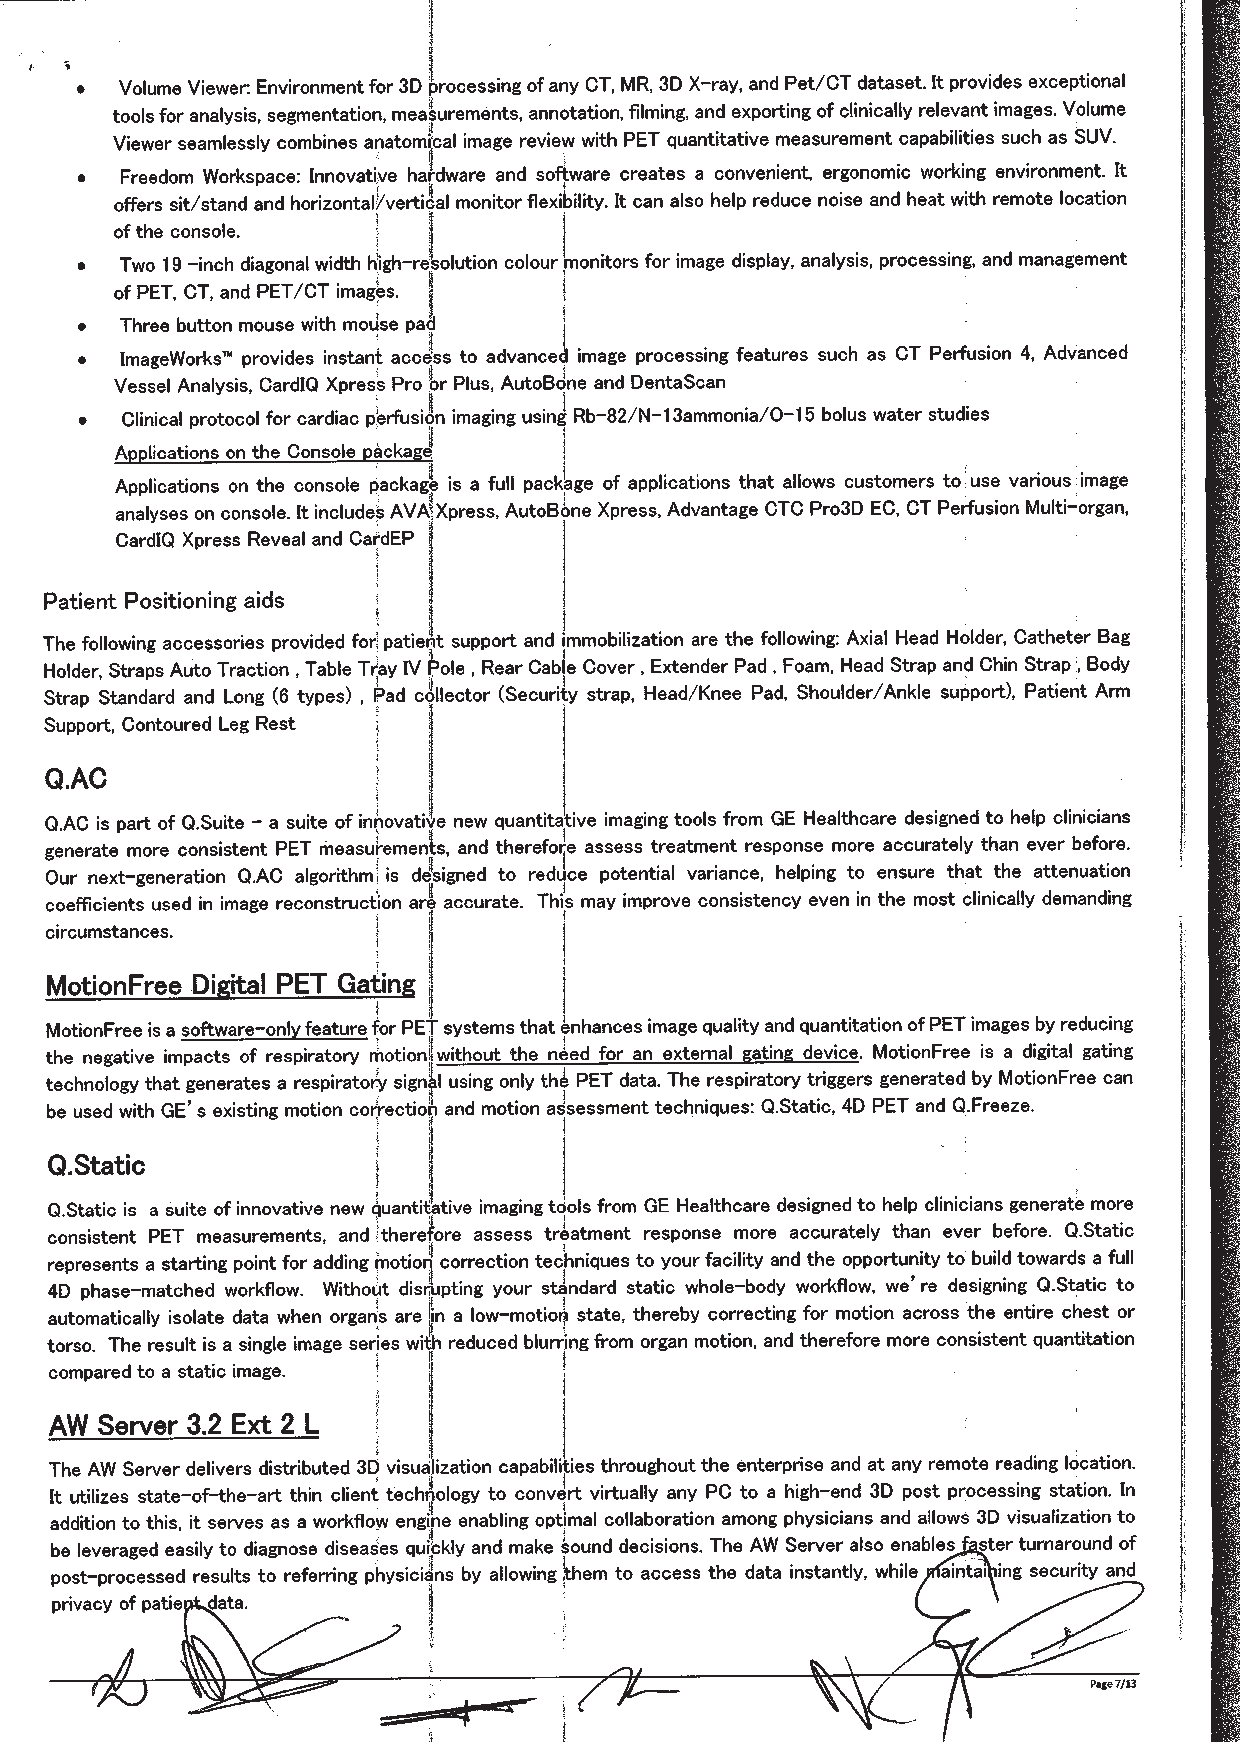 • Volume Viewer: Environment for 3D processing of any CT, MR, 3D X-ray, and Pet/CT dataset. It provides exceptional
tools for analysis, segmentation, measurements, annotation, filming, and exporting of clinically relevant images. Volume
Viewer seamlessly combines anatomical image review with PET quantitative measurement capabilities such as SUV.
• Freedom Workspace: Innovative hardware and software creates a convenient, ergonomic working environment. It
offers sit/stand and horizontal/vertical monitor flexibility. It can also help reduce noise and heat with remote location
of the console.
• Two 19 -inch diagonal width high-resolution colour monitors for image display, analysis, processing, and management
of PET, CT, and PET/CT images.
• Three button mouse with mouse pad
• ImageWorks™ provides instant access to advanced image processing features such as CT Perfusion 4, Advanced
Vessel Analysis, CardIQ Xpress Pro or Plus, AutoBone and DentaScan
• Clinical protocol for cardiac perfusion imaging using Rb-82/N-13ammonia/O-15 bolus water studies
Applications on the Console package
Applications on the console package is a full package of applications that allows customers to use various image
analyses on console. It includes AVA Xpress, AutoBone Xpress, Advantage CTC Pro3D EC, CT Perfusion Multi-organ,
CardIQ Xpress Reveal and CardEP
Patient Positioning aids
The following accessories provided for patient support and immobilization are the following: Axial Head Holder, Catheter Bag
Holder, Straps Auto Traction , Table Tray IV Pole , Rear Cable Cover , Extender Pad , Foam, Head Strap and Chin Strap , Body
Strap Standard and Long (6 types) , Pad collector (Security strap, Head/Knee Pad, Shoulder/Ankle support), Patient Arm
Support, Contoured Leg Rest
Q.AC
Q.AC is part of Q.Suite - a suite of innovative new quantitative imaging tools from GE Healthcare designed to help clinicians
generate more consistent PET measurements, and therefore assess treatment response more accurately than ever before.
Our next-generation Q.AC algorithm is designed to reduce potential variance, helping to ensure that the attenuation
coefficients used in image reconstruction are accurate. This may improve consistency even in the most clinically demanding
circumstances.
MotionFree Digital PET Gating
MotionFree is a software-only feature for PET systems that enhances image quality and quantitation of PET images by reducing
the negative impacts of respiratory motion without the need for an external gating device. MotionFree is a digital gating
technology that generates a respiratory signal using only the PET data. The respiratory triggers generated by MotionFree can
be used with GE's existing motion correction and motion assessment techniques: Q.Static, 4D PET and Q.Freeze.
Q.Static
Q.Static is a suite of innovative new quantitative imaging tools from GE Healthcare designed to help clinicians generate more
consistent PET measurements, and therefore assess treatment response more accurately than ever before. Q.Static
represents a starting point for adding motion correction techniques to your facility and the opportunity to build towards a full
4D phase-matched workflow. Without disrupting your standard static whole-body workflow, we're designing Q.Static to
automatically isolate data when organs are in a low-motion state, thereby correcting for motion across the entire chest or
torso. The result is a single image series with reduced blurring from organ motion, and therefore more consistent quantitation
compared to a static image.
AW Server 3.2 Ext 2 L
The AW Server delivers distributed 3D visualization capabilities throughout the enterprise and at any remote reading location.
It utilizes state-of-the-art thin client technology to convert virtually any PC to a high-end 3D post processing station. In
addition to this, it serves as a workflow engine enabling optimal collaboration among physicians and allows 3D visualization to
be leveraged easily to diagnose diseases quickly and make sound decisions. The AW Server also enables faster turnaround of
post-processed results to referring physicians by allowing them to access the data instantly, while maintaining security and
privacy of patient data.
Page 7/13